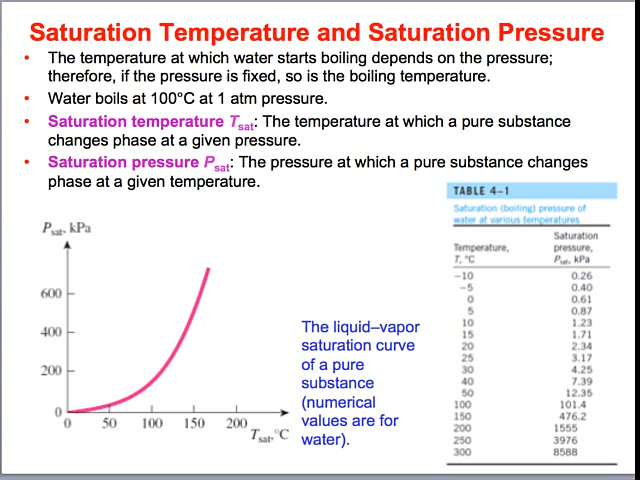 Saturation Temperature and Saturation Pressure
• The temperature at which water starts boiling depends on the pressure;
therefore, if the pressure is fixed, so is the boiling temperature.
• Water boils at 100°C at 1 atm pressure.
• Saturation temperature Tsat: The temperature at which a pure substance
changes phase at a given pressure.
• Saturation pressure Psat: The pressure at which a pure substance changes
phase at a given temperature.
TABLE 4–1
Saturation (boiling) pressure of
water at various temperatures
Saturation
Temperature, pressure,
T, °C Psat, kPa
−10 0.26
−5 0.40
0 0.61
5 0.87
10 1.23
15 1.71
20 2.34
25 3.17
30 4.25
40 7.39
50 12.35
100 101.4
150 476.2
200 1555
250 3976
300 8588
Psat, kPa
600
400
200
0
0 50 100 150 200
Tsat, °C
The liquid–vapor
saturation curve
of a pure
substance
(numerical
values are for
water).